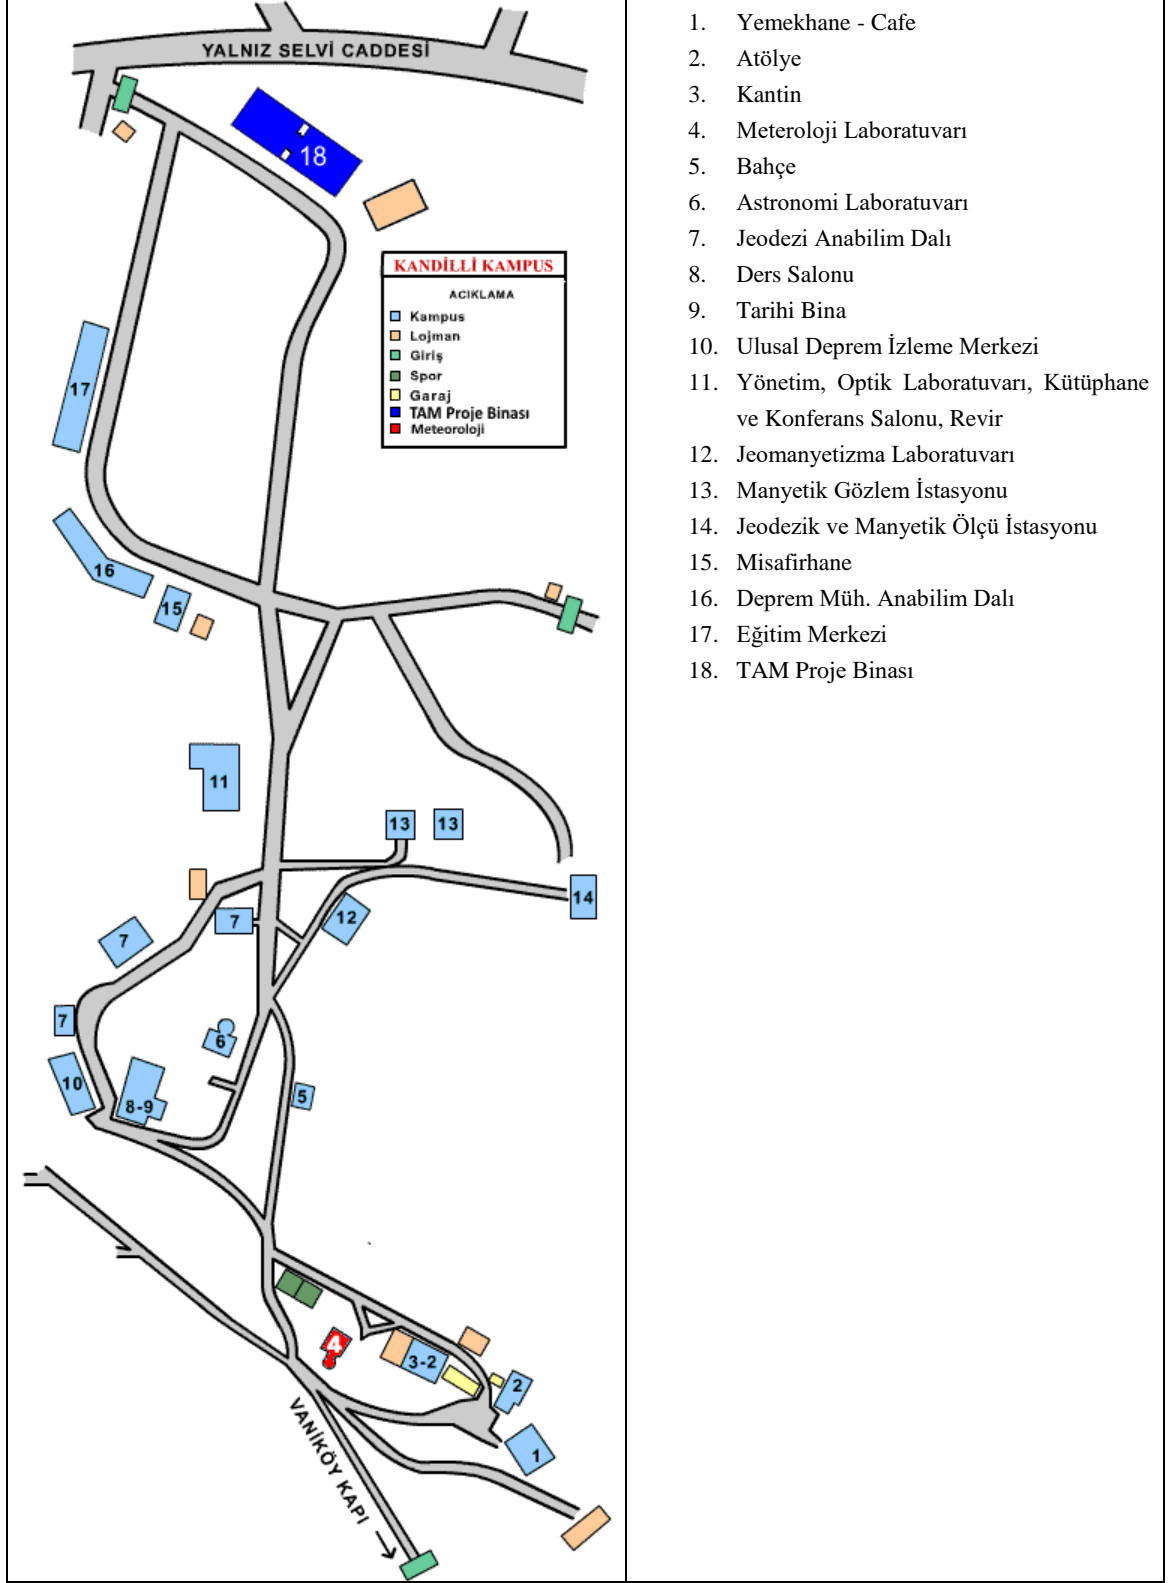 YALNIZ SELVİ CADDESİ
18
KANDİLLİ KAMPUS
ACIKLAMA
Kampus
Lojman
Giriş
Spor
Garaj
TAM Proje Binası
Meteoroloji
17
16
15
11
13
13
14
12
7
7
7
6
10
8-9
5
4
3-2
2
1
VANİKÖY KAPI
1. Yemekhane - Cafe
2. Atölye
3. Kantin
4. Meteroloji Laboratuvarı
5. Bahçe
6. Astronomi Laboratuvarı
7. Jeodezi Anabilim Dalı
8. Ders Salonu
9. Tarihi Bina
10. Ulusal Deprem İzleme Merkezi
11. Yönetim, Optik Laboratuvarı, Kütüphane
ve Konferans Salonu, Revir
12. Jeomanyetizma Laboratuvarı
13. Manyetik Gözlem İstasyonu
14. Jeodezik ve Manyetik Ölçü İstasyonu
15. Misafirhane
16. Deprem Müh. Anabilim Dalı
17. Eğitim Merkezi
18. TAM Proje Binası